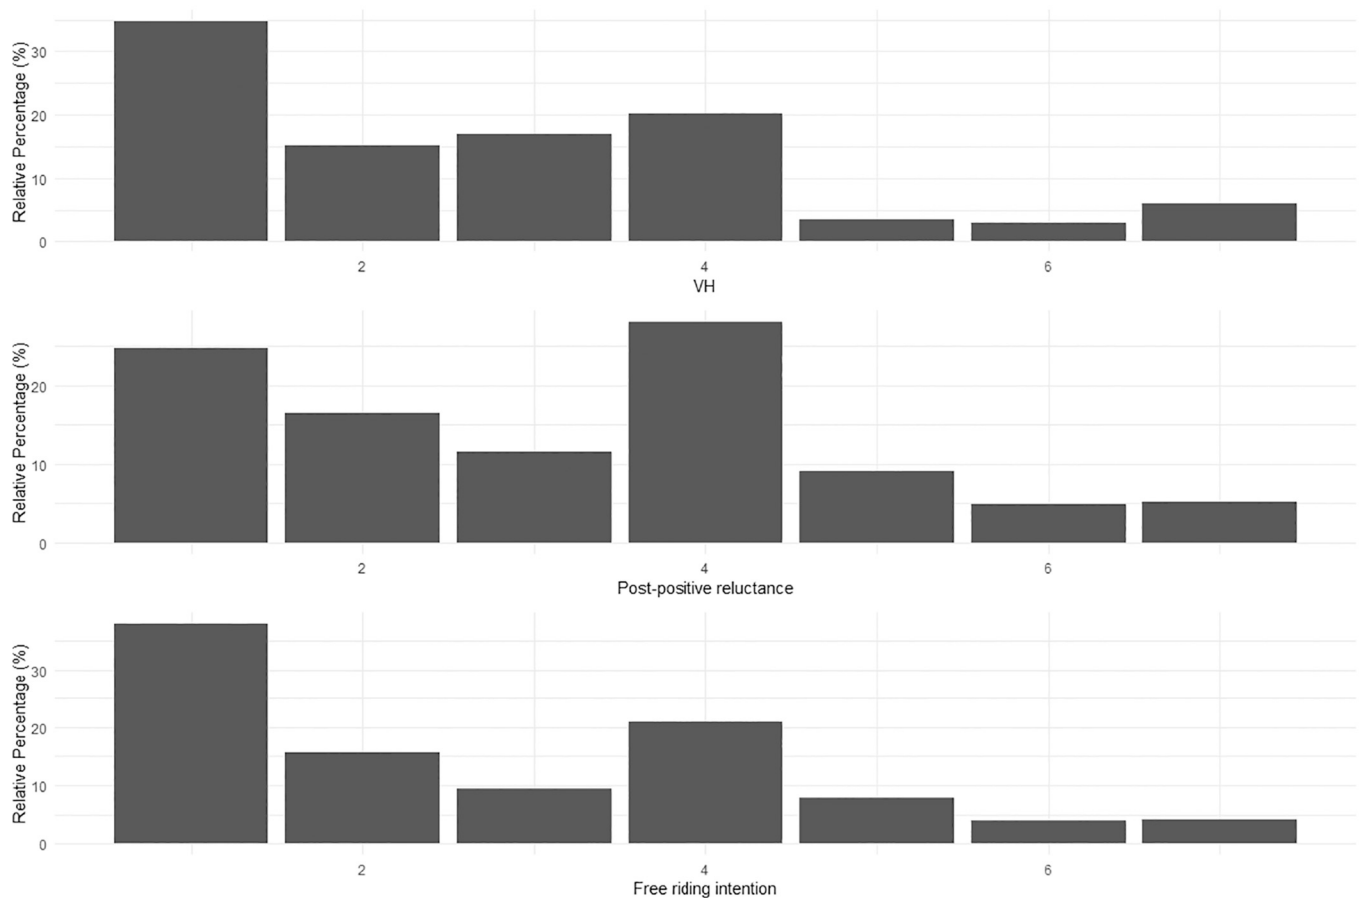 Relative Percentage (%)
30
20
10
0
2 4 6
VH
Relative Percentage (%)
20
10
0
2 4 6
Post-positive reluctance
Relative Percentage (%)
30
20
10
0
2 4 6
Free riding intention